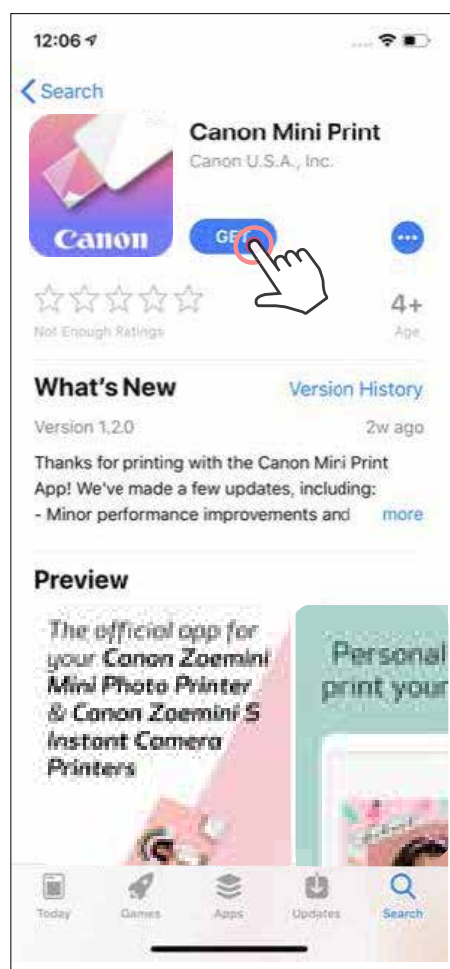 12:06
Search
Canon Mini Print
Canon U.S.A., Inc.
Canon
GET
4+
Not Enough Ratings
Age
What's New
Version History
Version 1.2.0
2w ago
Thanks for printing with the Canon Mini Print
App! We've made a few updates, including:
- Minor performance improvements and
more
Preview
The official app for
your Canon Zoemini
Mini Photo Printer
& Canon Zoemini S
Instant Camera
Printers
Personal
print your
Today
Games
Apps
Updates
Search